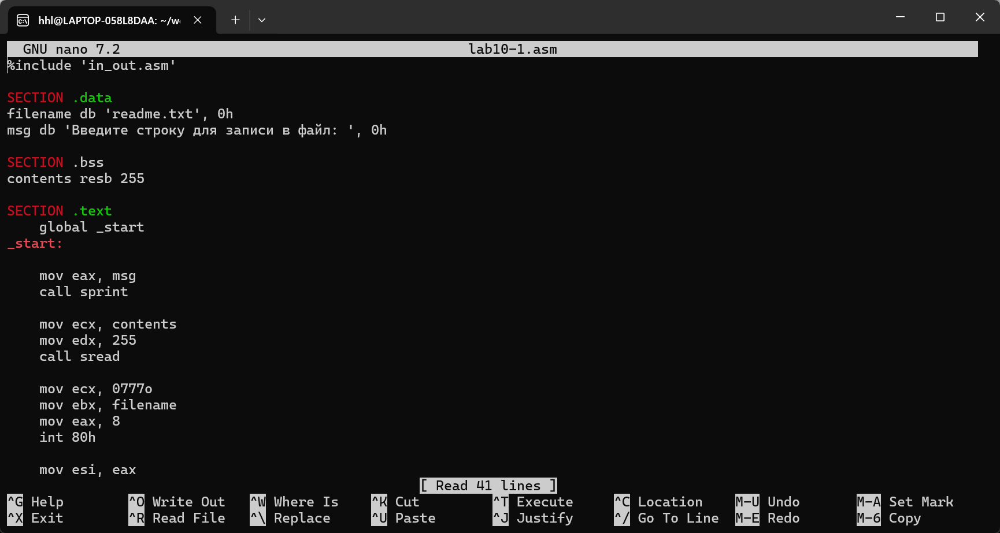 hhl@LAPTOP-058L8DAA: ~/w
GNU nano 7.2 lab10-1.asm
%include 'in_out.asm'
SECTION .data
filename db 'readme.txt', 0h
msg db 'Введите строку для записи в файл: ', 0h
SECTION .bss
contents resb 255
SECTION .text
global _start
_start:
mov eax, msg
call sprint
mov ecx, contents
mov edx, 255
call sread
mov ecx, 0777o
mov ebx, filename
mov eax, 8
int 80h
mov esi, eax
[ Read 41 lines ]
^G Help ^O Write Out ^W Where Is ^K Cut ^T Execute ^C Location M-U Undo M-A Set Mark
^X Exit ^R Read File ^\ Replace ^U Paste ^J Justify ^/ Go To Line M-E Redo M-6 Copy